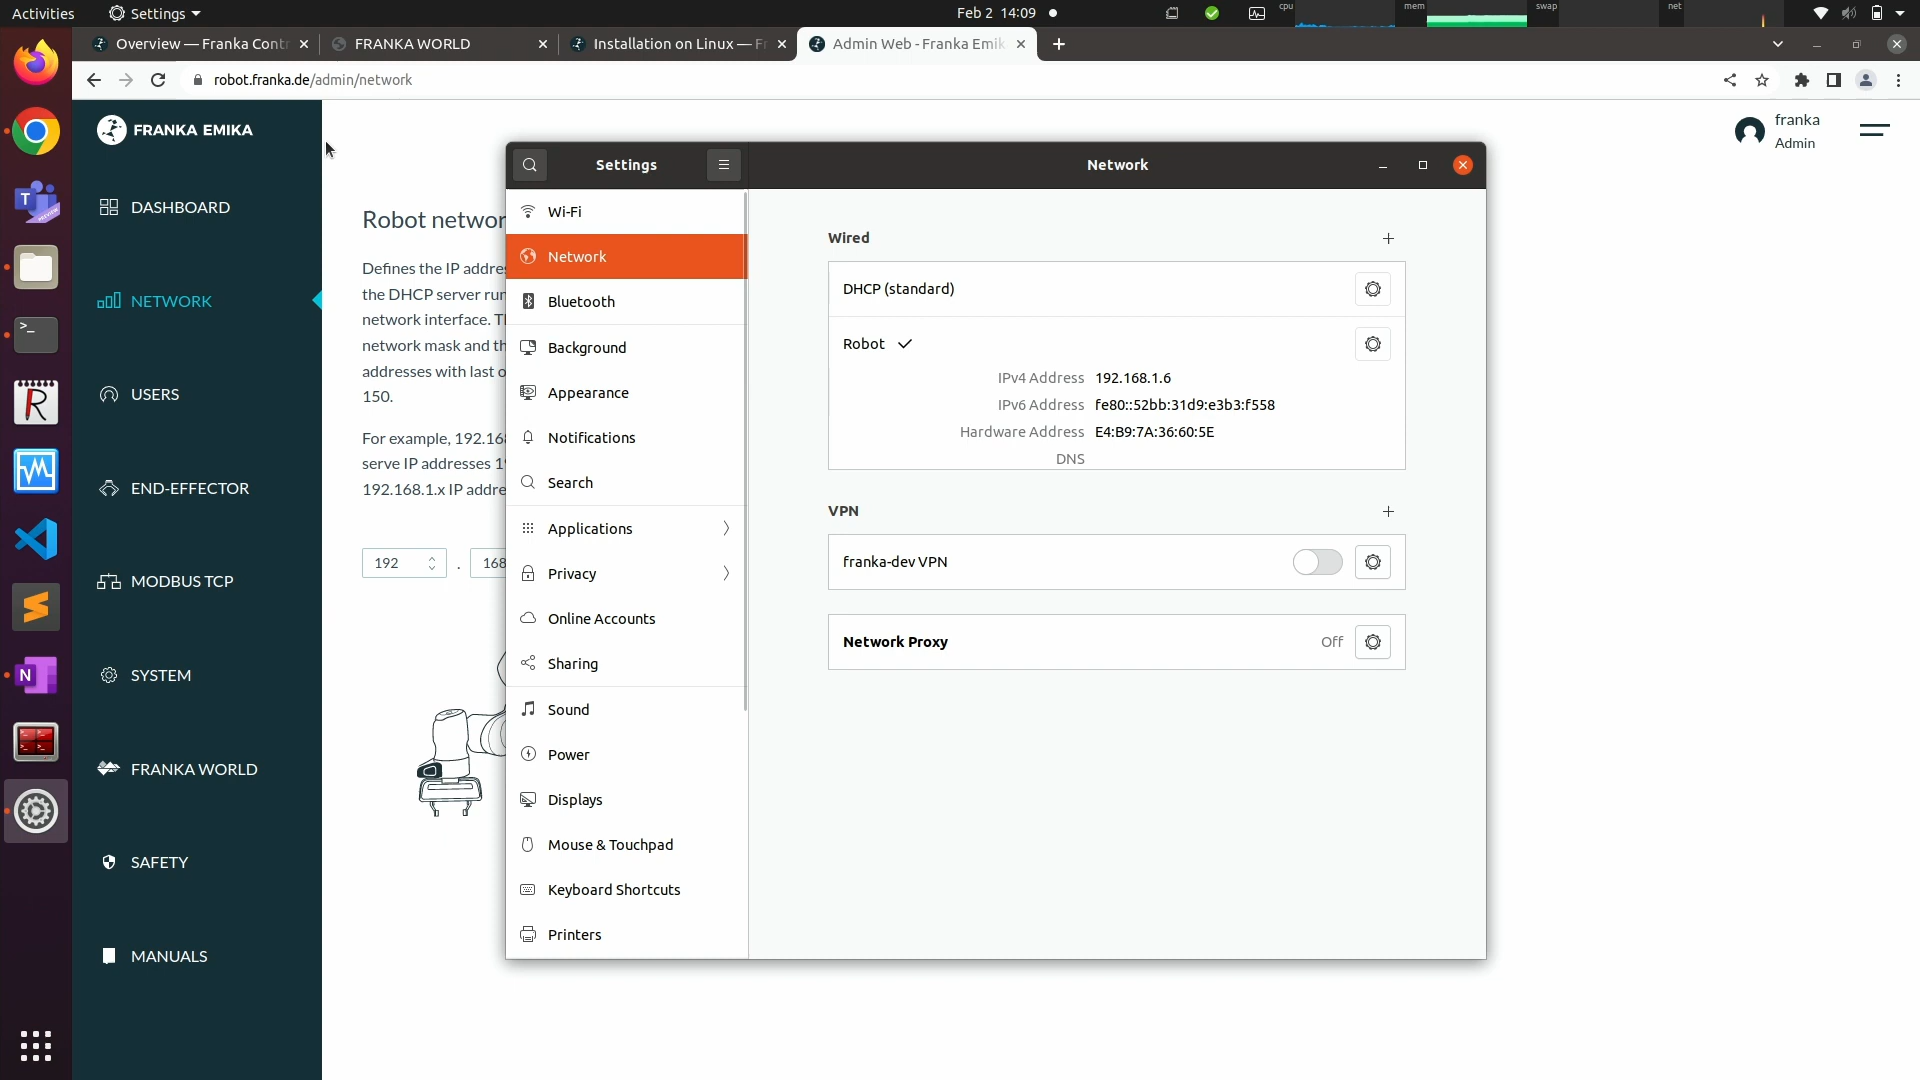 Activities
Settings
Feb 2 14:09
cpu
mem
swap
net
Overview — Franka Contr
FRANKA WORLD
Installation on Linux — Fr
Admin Web - Franka Emik
robot.franka.de/admin/network
FRANKA EMIKA
franka
Admin
DASHBOARD
NETWORK
USERS
END-EFFECTOR
MODBUS TCP
SYSTEM
FRANKA WORLD
SAFETY
MANUALS
Robot networ
Defines the IP addre
the DHCP server run
network interface. T
network mask and th
addresses with last o
150.
For example, 192.16
serve IP addresses 1
192.168.1.x IP addre
192 . 168
Settings
Wi-Fi
Network
Bluetooth
Background
Appearance
Notifications
Search
Applications
Privacy
Online Accounts
Sharing
Sound
Power
Displays
Mouse & Touchpad
Keyboard Shortcuts
Printers
Network
Wired
DHCP (standard)
Robot
IPv4 Address 192.168.1.6
IPv6 Address fe80::52bb:31d9:e3b3:f558
Hardware Address E4:B9:7A:36:60:5E
DNS
VPN
franka-dev VPN
Network Proxy Off